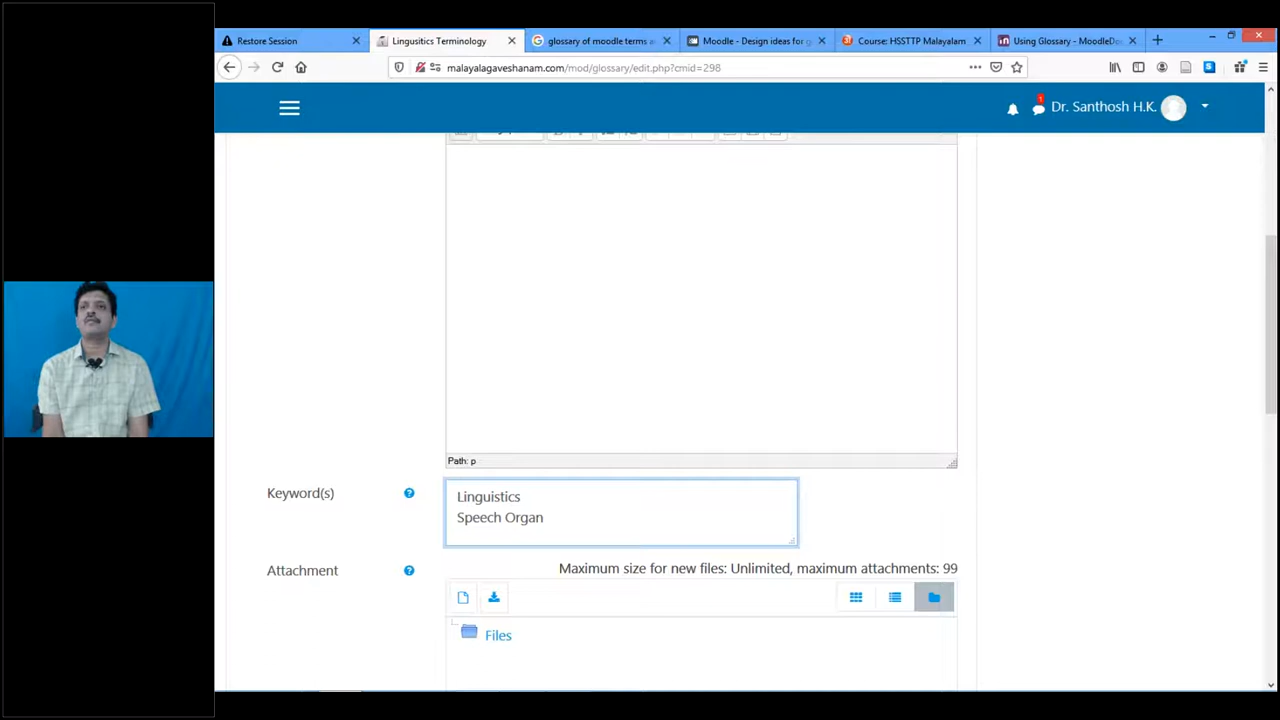 Restore Session
Lingusitics Terminology
glossary of moodle terms a
Moodle - Design ideas for g
Course: HSSTTP Malayalam
Using Glossary - MoodleDo
malayalagaveshanam.com/mod/glossary/edit.php?cmid=298
1
Dr. Santhosh H.K.
Path: p
Keyword(s)
Linguistics
Speech Organ
Attachment
Maximum size for new files: Unlimited, maximum attachments: 99
Files